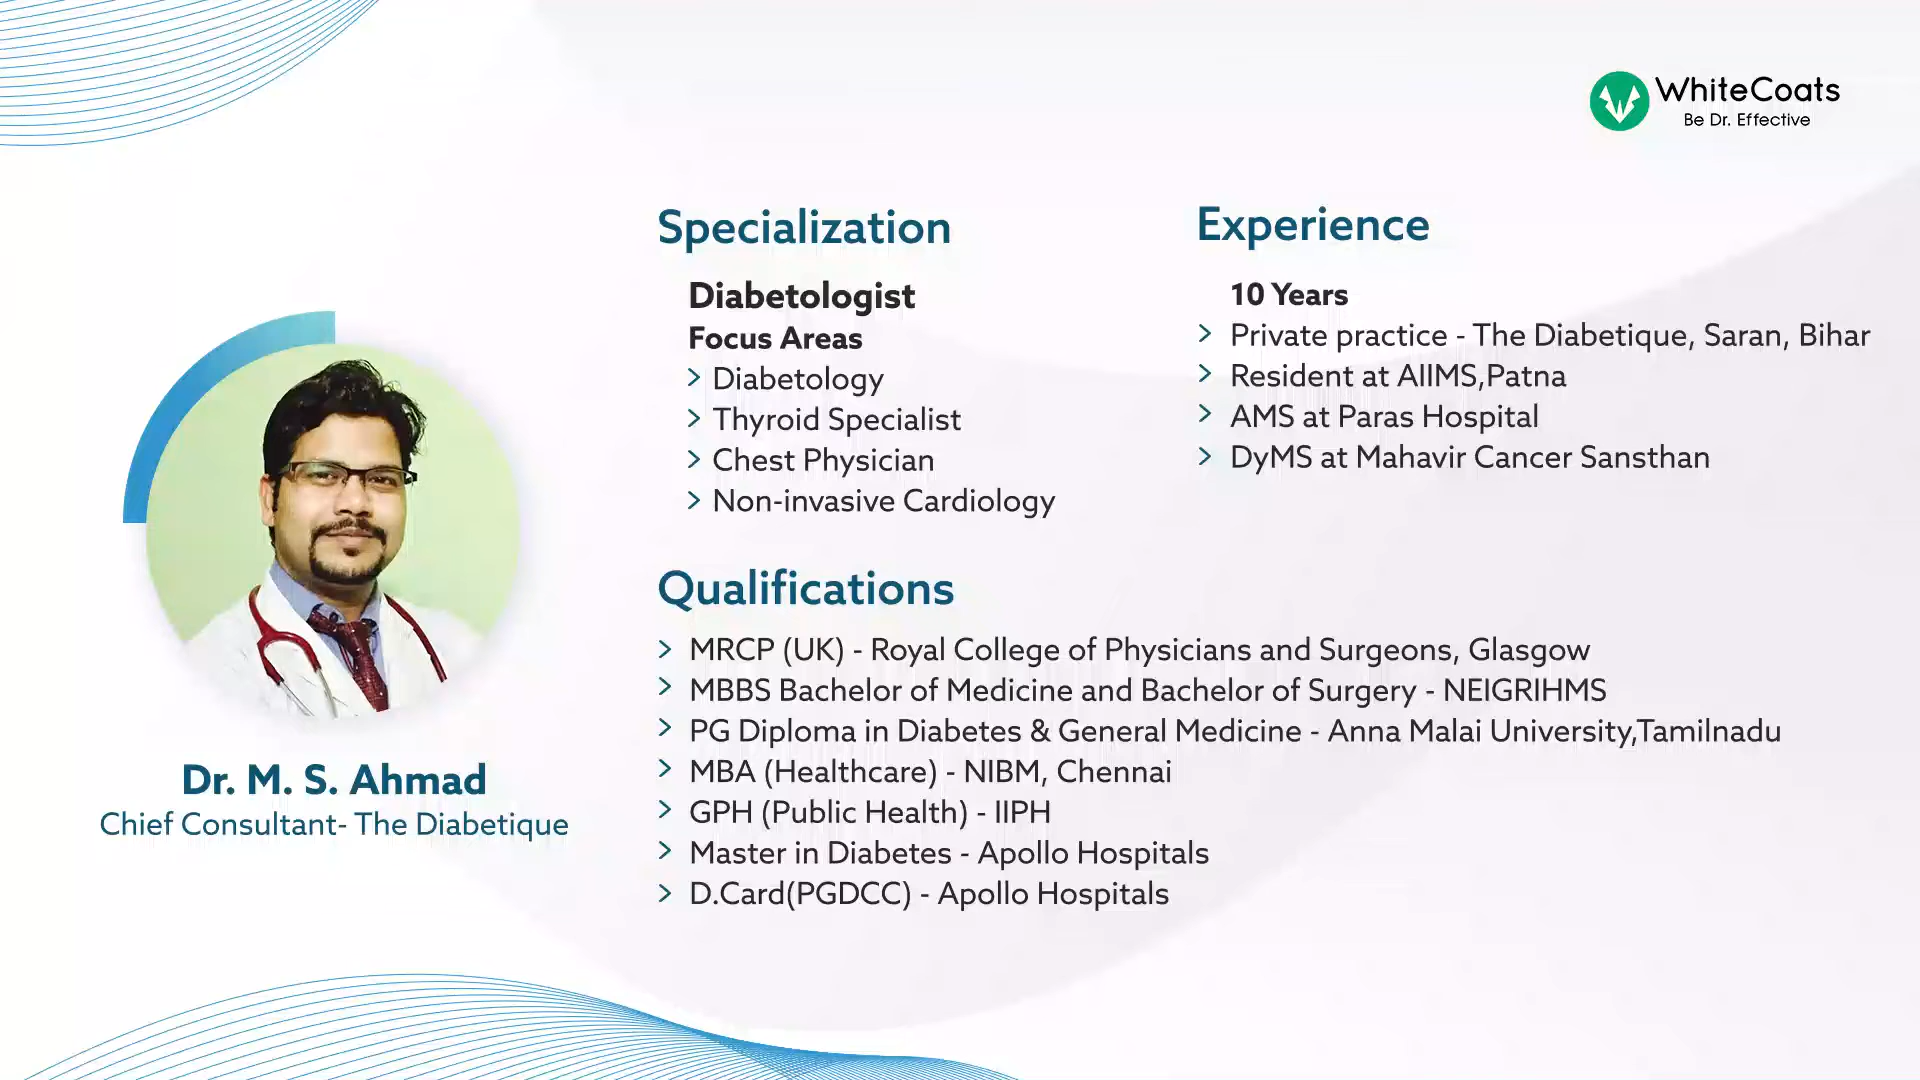 WhiteCoats
Be Dr. Effective
Specialization
Diabetologist
Focus Areas
Diabetology
Thyroid Specialist
Chest Physician
Non-invasive Cardiology
Experience
10 Years
Private practice - The Diabetique, Saran, Bihar
Resident at AIIMS,Patna
AMS at Paras Hospital
DyMS at Mahavir Cancer Sansthan
Qualifications
MRCP (UK) - Royal College of Physicians and Surgeons, Glasgow
MBBS Bachelor of Medicine and Bachelor of Surgery - NEIGRIHMS
PG Diploma in Diabetes & General Medicine - Anna Malai University,Tamilnadu
MBA (Healthcare) - NIBM, Chennai
GPH (Public Health) - IIPH
Master in Diabetes - Apollo Hospitals
D.Card(PGDCC) - Apollo Hospitals
Dr. M. S. Ahmad
Chief Consultant- The Diabetique